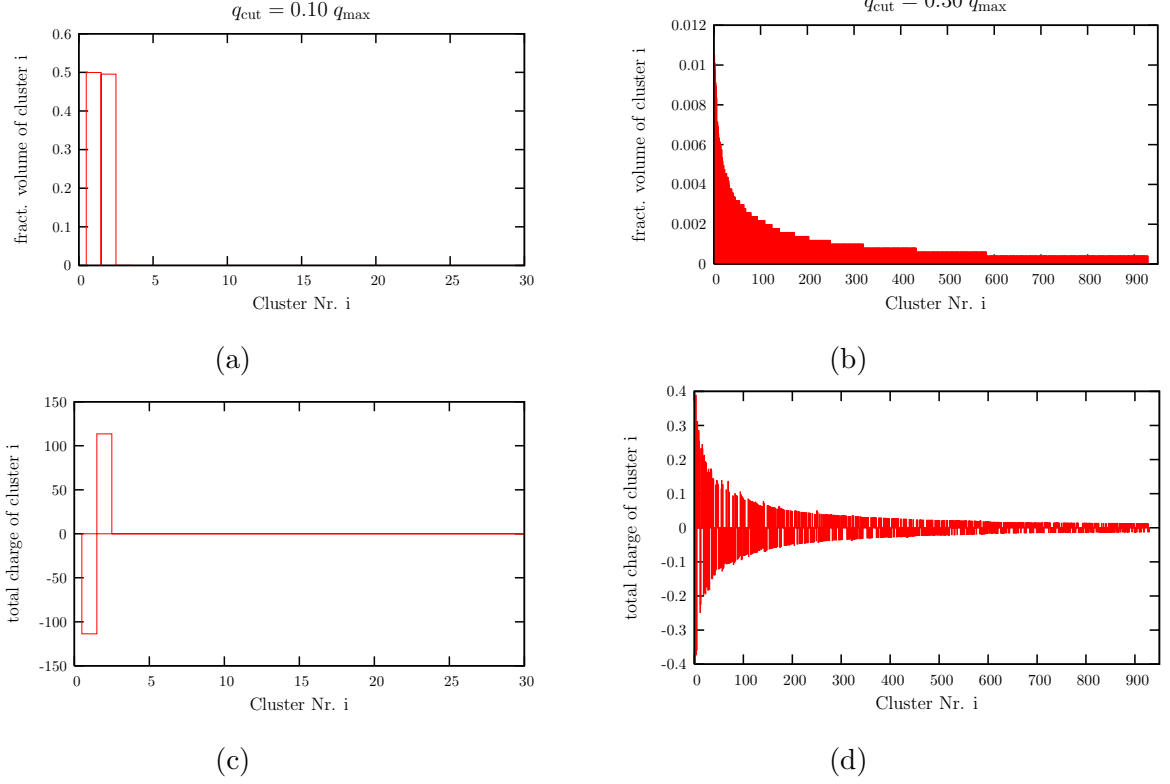 q_cut = 0.10 q_max
0.6
0.5
0.4
0.3
0.2
0.1
0
fract. volume of cluster i
0 5 10 15 20 25 30
Cluster Nr. i
(a)
q_cut = 0.30 q_max
0.012
0.01
0.008
0.006
0.004
0.002
0
fract. volume of cluster i
100 200 300 400 500 600 700 800 900
0
Cluster Nr. i
(b)
150
100
50
0
-50
-100
-150
total charge of cluster i
0 5 10 15 20 25 30
Cluster Nr. i
(c)
0.4
0.3
0.2
0.1
0
-0.1
-0.2
-0.3
-0.4
total charge of cluster i
0 100 200 300 400 500 600 700 800 900
Cluster Nr. i
(d)